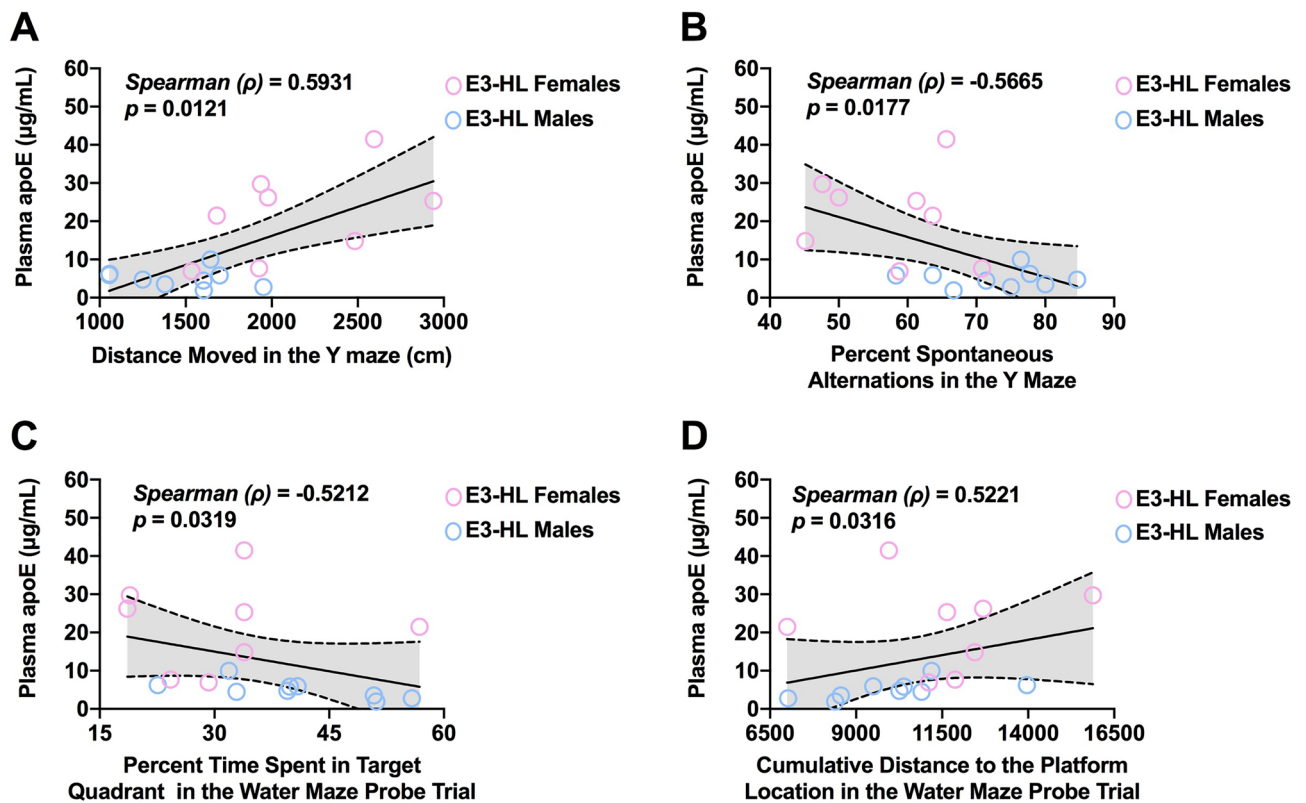 A
Plasma apoE (µg/mL)
60
50
40
30
20
10
0
Spearman (ρ) = 0.5931
p = 0.0121
E3-HL Females
E3-HL Males
1000 1500 2000 2500 3000
Distance Moved in the Y maze (cm)
B
Plasma apoE (µg/mL)
60
50
40
30
20
10
0
Spearman (ρ) = -0.5665
p = 0.0177
E3-HL Females
E3-HL Males
40 50 60 70 80 90
Percent Spontaneous
Alternations in the Y Maze
C
Plasma apoE (µg/mL)
60
50
40
30
20
10
0
Spearman (ρ) = -0.5212
p = 0.0319
E3-HL Females
E3-HL Males
15 30 45 60
Percent Time Spent in Target
Quadrant in the Water Maze Probe Trial
D
Plasma apoE (µg/mL)
60
50
40
30
20
10
0
Spearman (ρ) = 0.5221
p = 0.0316
E3-HL Females
E3-HL Males
6500 9000 11500 14000 16500
Cumulative Distance to the Platform
Location in the Water Maze Probe Trial